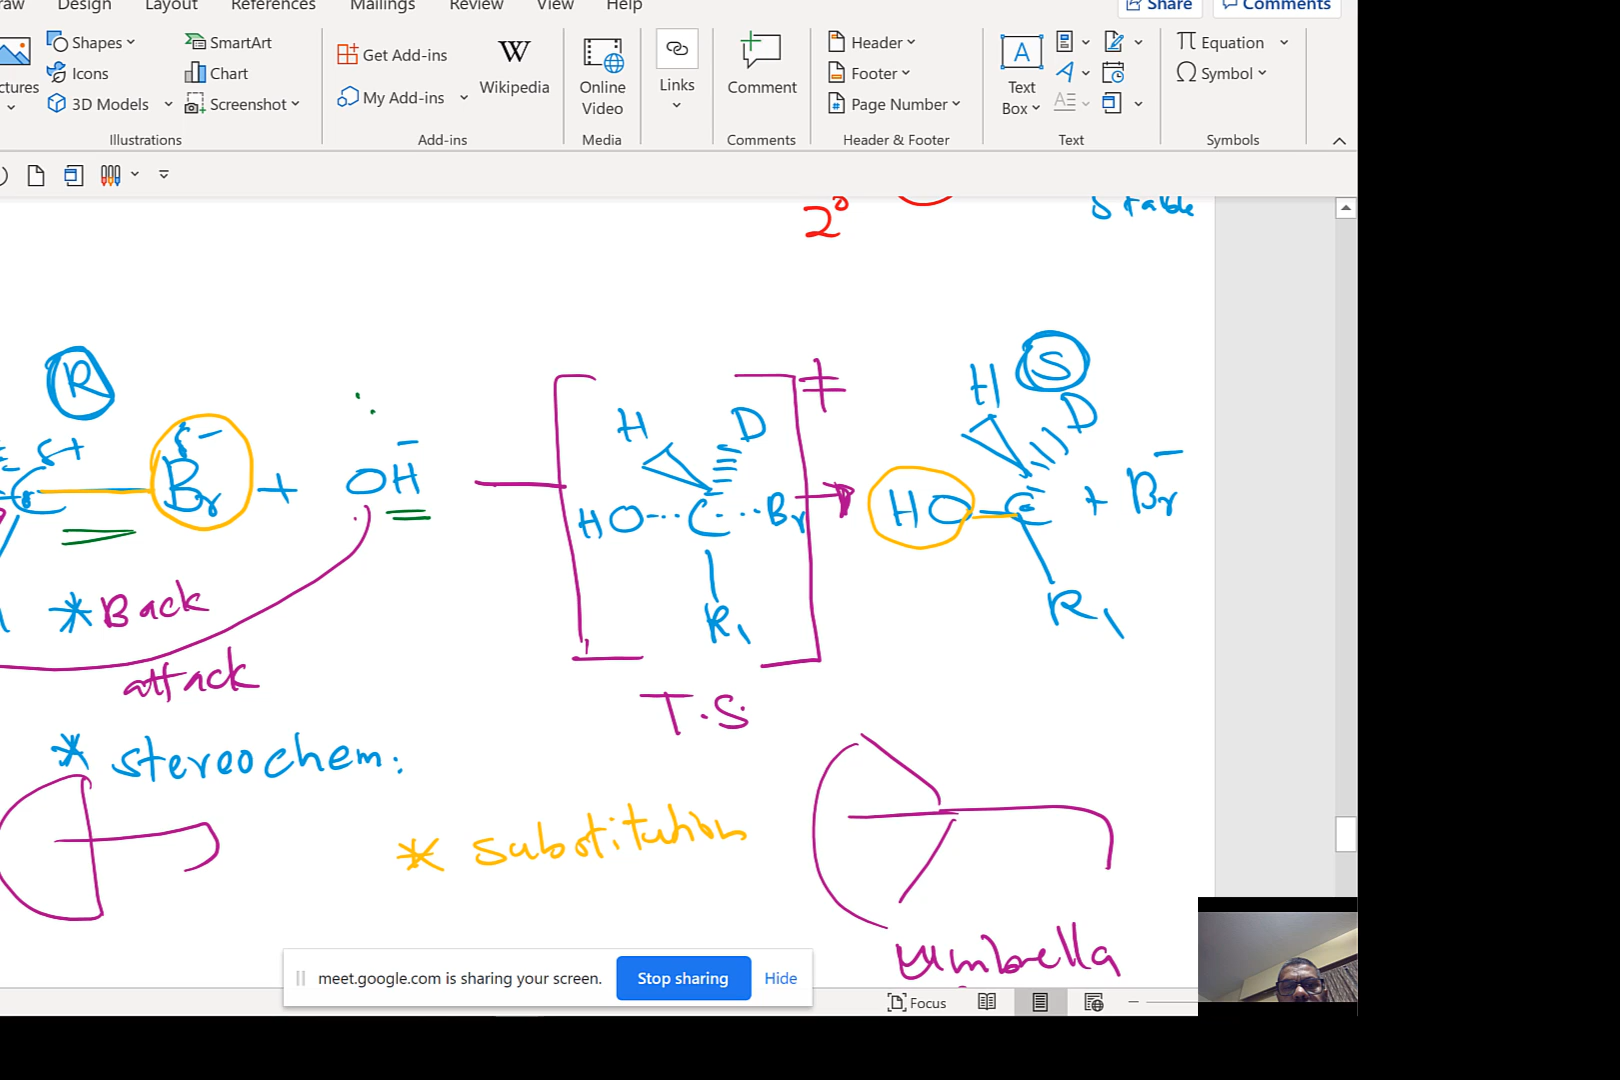 Design Layout References Mailings Review View Help Share Comments
Shapes SmartArt Get Add-ins Wikipedia Online Video Links Comment Header Text Box Equation
Icons Chart Footer Symbol
3D Models Screenshot My Add-ins Page Number
Illustrations Add-ins Media Comments Header & Footer Text Symbols
2° stable
R S
δ+ δ− H D H D
Br + OH− HO---C---Br ‡ HO–C + Br−
R1 R1
* Back
attack
T.S
* stereochem:
* substitution
umbrella
meet.google.com is sharing your screen. Stop sharing Hide
Focus